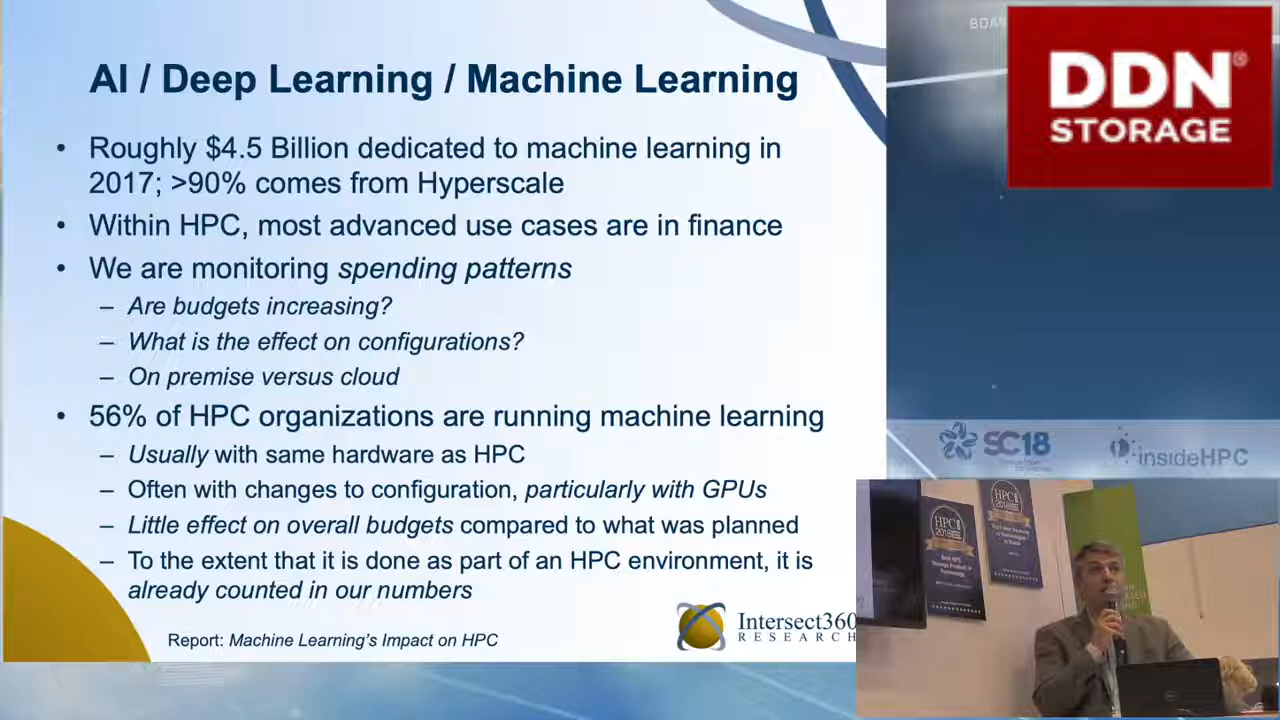 AI / Deep Learning / Machine Learning
• Roughly $4.5 Billion dedicated to machine learning in
2017; >90% comes from Hyperscale
• Within HPC, most advanced use cases are in finance
• We are monitoring spending patterns
– Are budgets increasing?
– What is the effect on configurations?
– On premise versus cloud
• 56% of HPC organizations are running machine learning
– Usually with same hardware as HPC
– Often with changes to configuration, particularly with GPUs
– Little effect on overall budgets compared to what was planned
– To the extent that it is done as part of an HPC environment, it is
already counted in our numbers
Report: Machine Learning's Impact on HPC
Intersect360
RESEARCH
DDN®
STORAGE
SC18
insideHPC
HPC
2018
HPC
2018